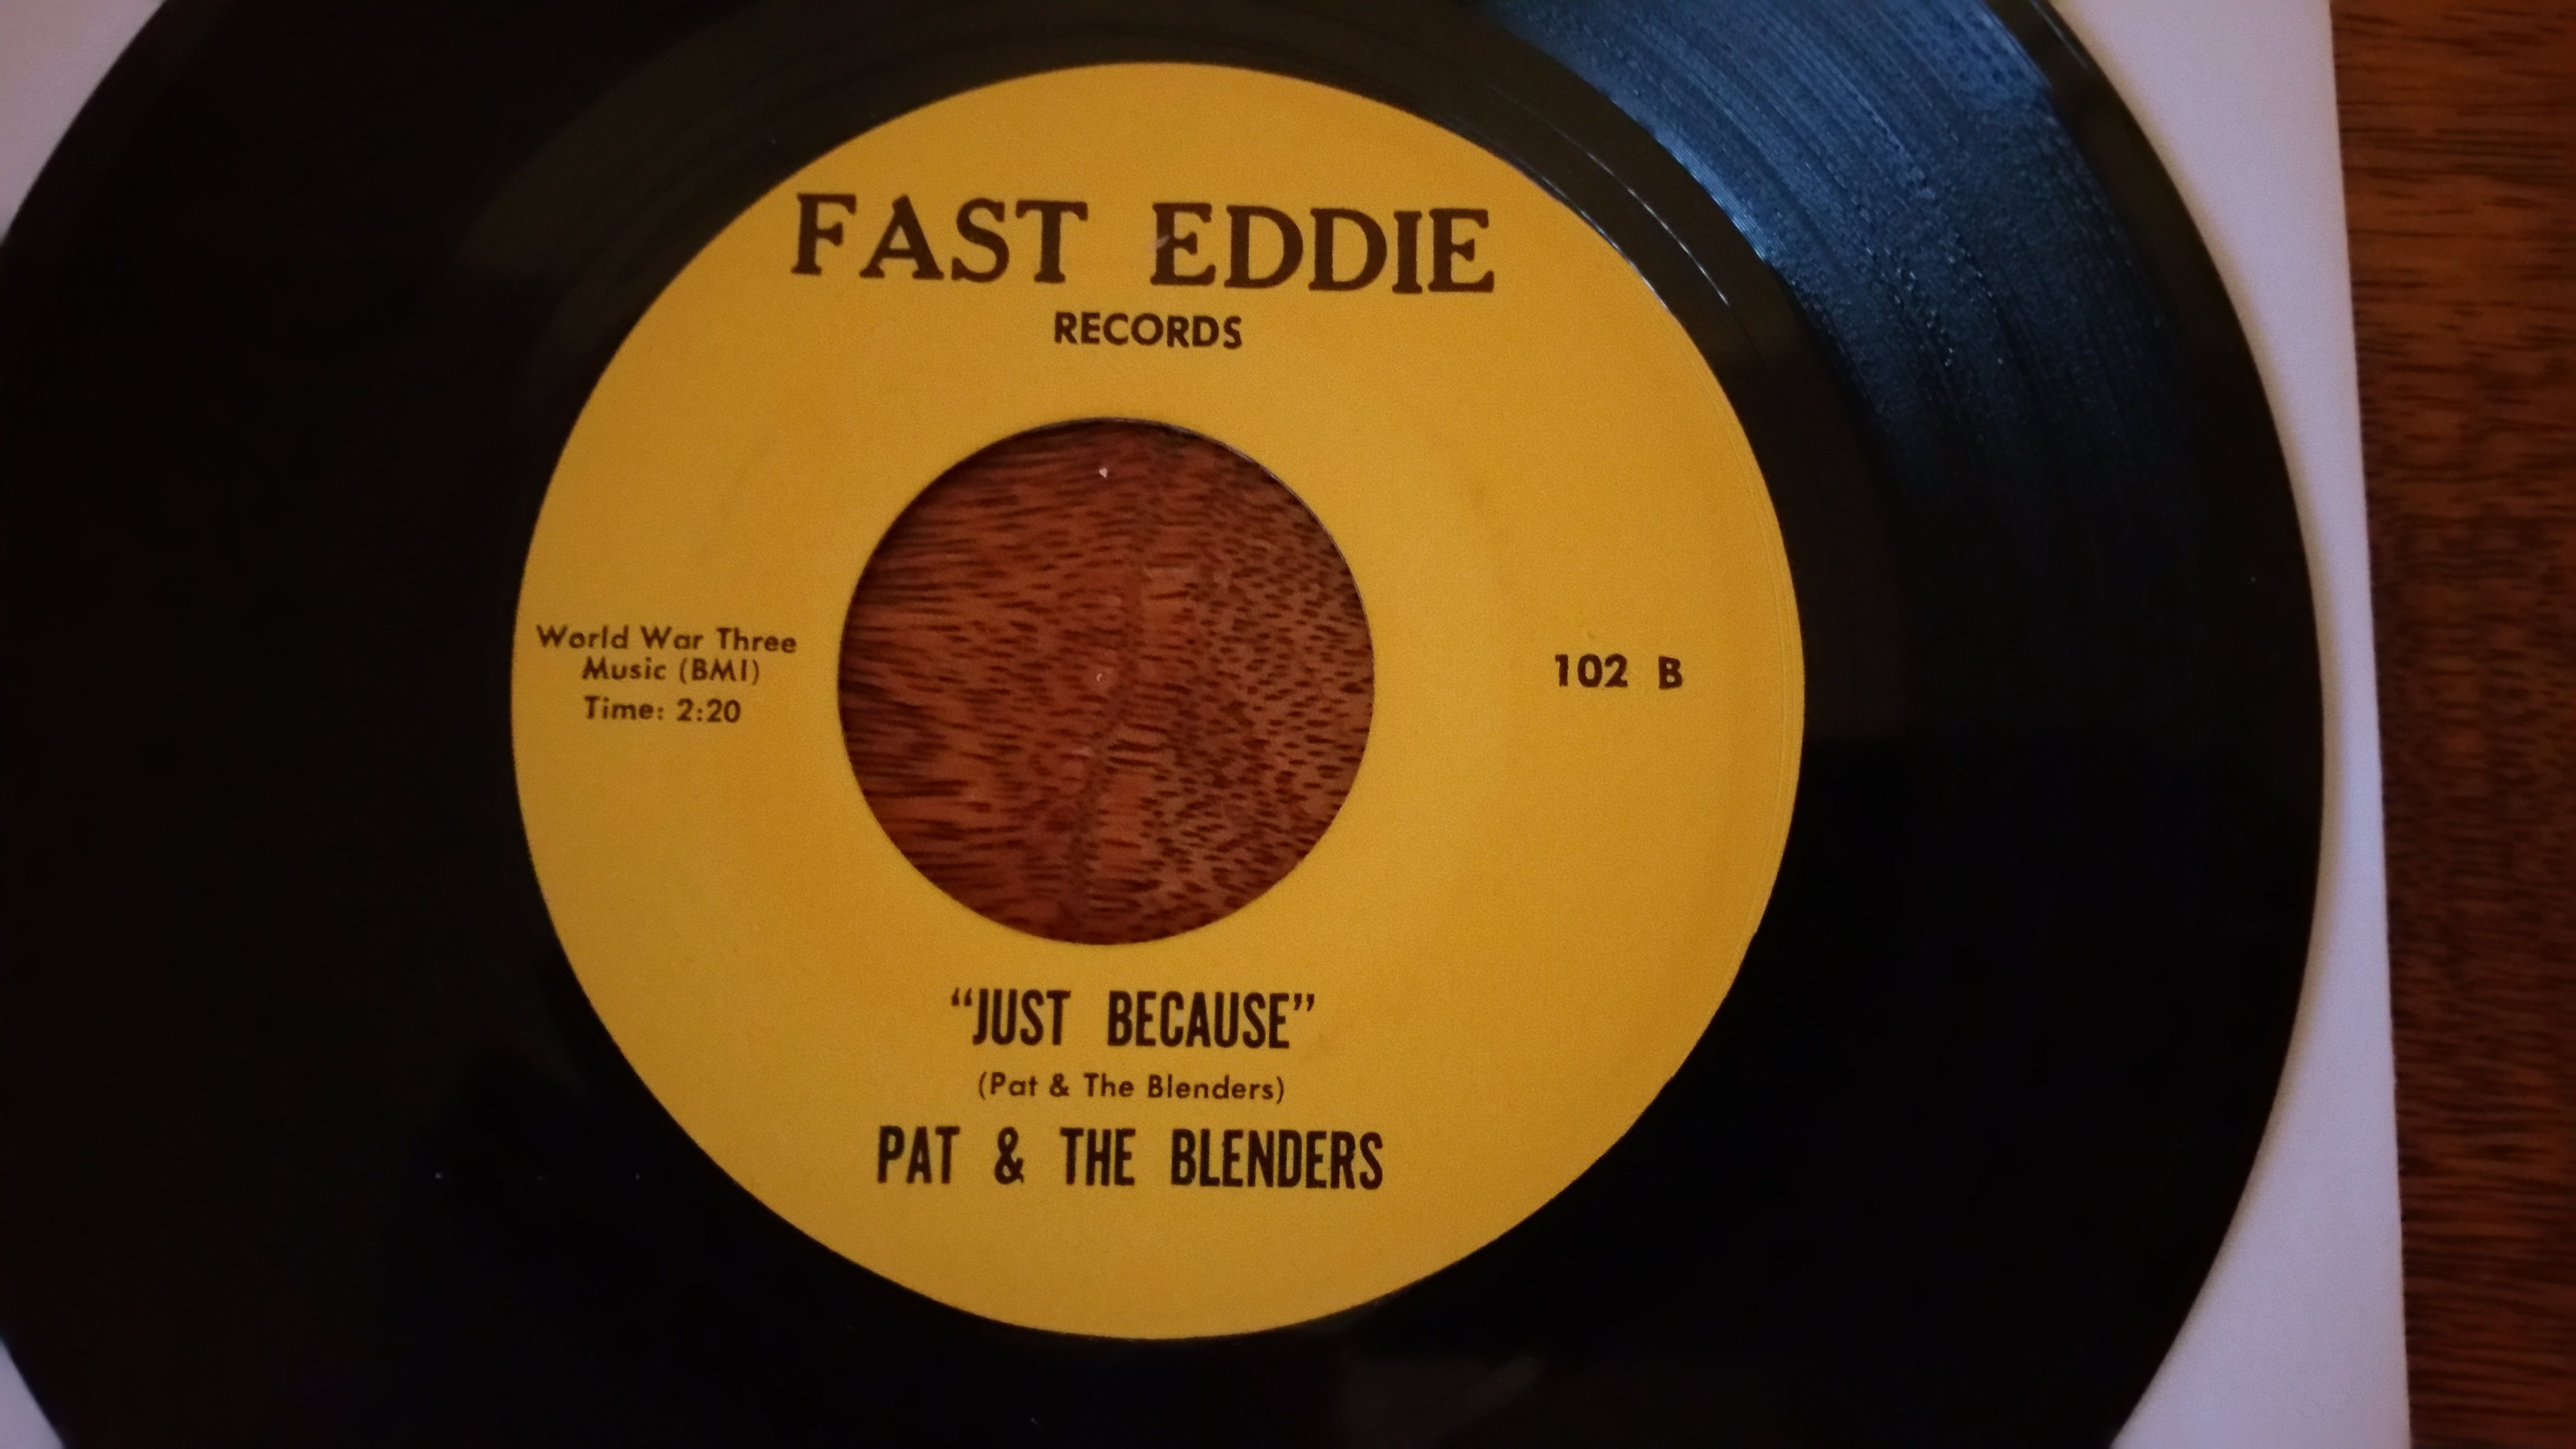 FAST EDDIE
RECORDS
World War Three
Music (BMI)
Time: 2:20
102 B
“JUST BECAUSE”
(Pat & The Blenders)
PAT & THE BLENDERS